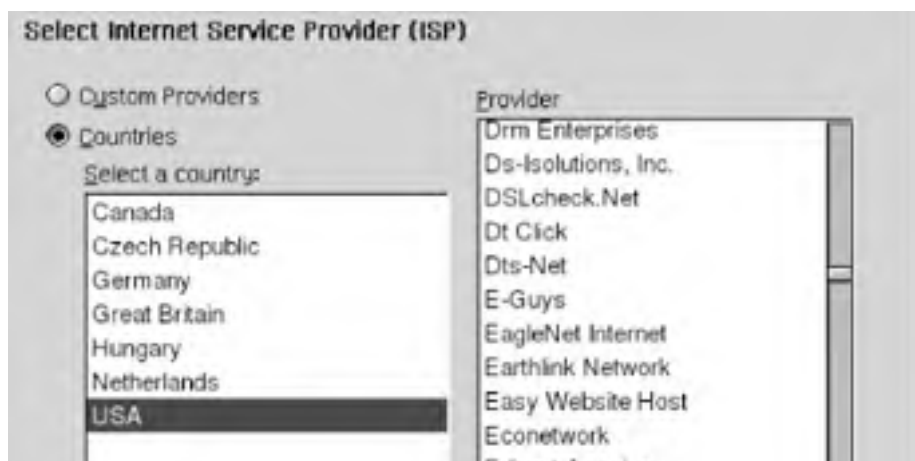 Select Internet Service Provider (ISP)
Custom Providers
Countries
Select a country:
Canada
Czech Republic
Germany
Great Britain
Hungary
Netherlands
USA
Provider
Drm Enterprises
Ds-Isolutions, Inc.
DSLcheck.Net
Dt Click
Dts-Net
E-Guys
EagleNet Internet
Earthlink Network
Easy Website Host
Econetwork